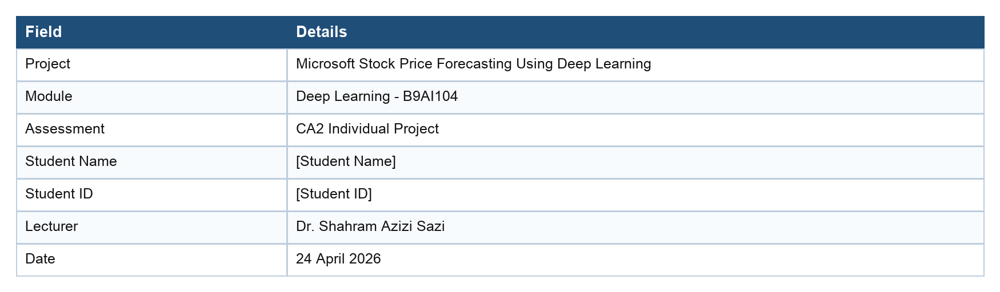 Field Details
Project Microsoft Stock Price Forecasting Using Deep Learning
Module Deep Learning - B9AI104
Assessment CA2 Individual Project
Student Name [Student Name]
Student ID [Student ID]
Lecturer Dr. Shahram Azizi Sazi
Date 24 April 2026